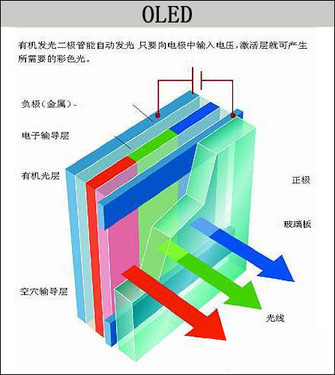 OLED
有机发光二极管能自动发光 只要向电极中输入电压,激活层就可产生
所需要的彩色光。
负极(金属)-
电子输导层
有机光层
正极
玻璃板
空穴输导层
光线